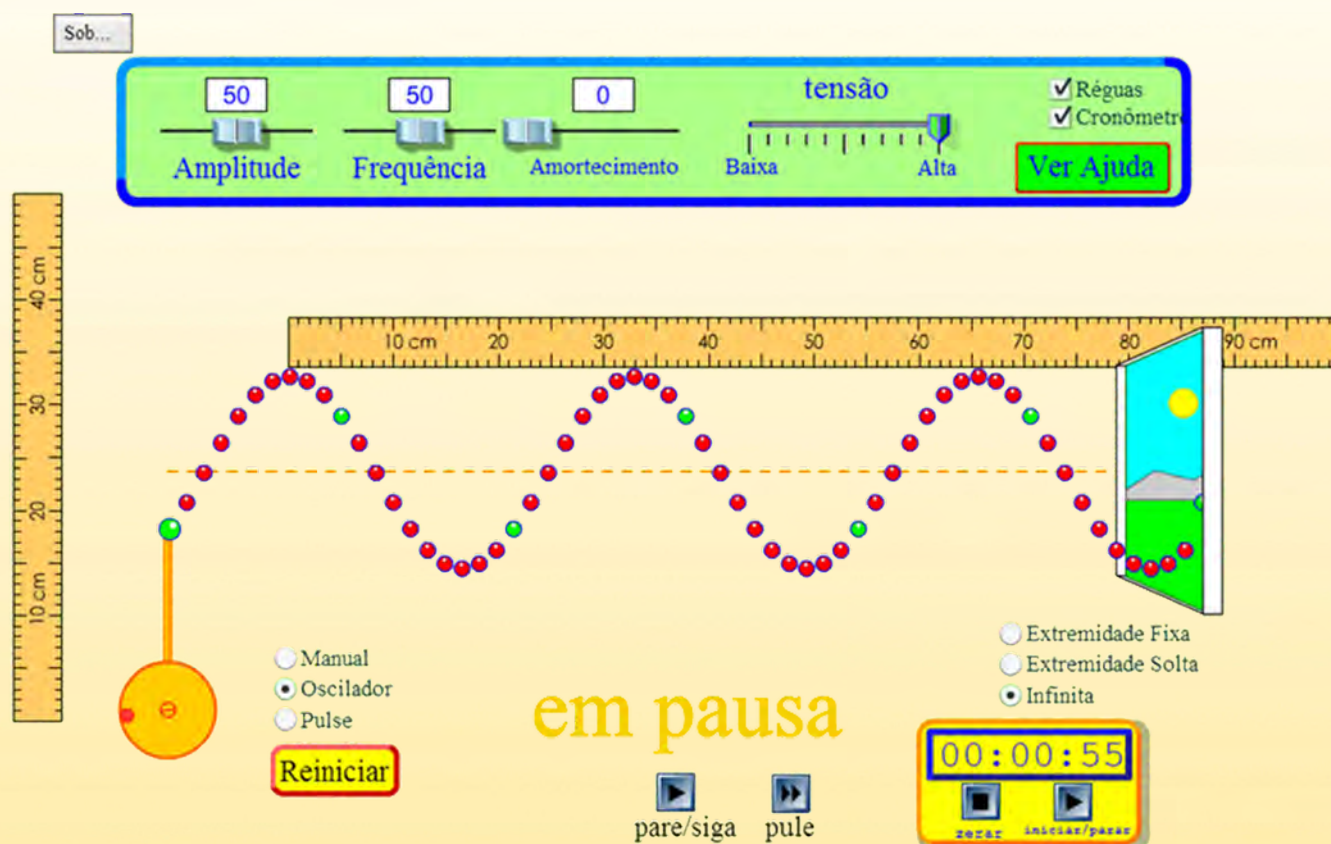 Sob...
50 50 0 tensão
Réguas
Cronômetr
Amplitude Frequência Amortecimento Baixa Alta
Ver Ajuda
40 cm
30
20
10 cm
10 cm 20 30 40 50 60 70 80 90 cm
Manual
Oscilador
Pulse
Reiniciar
em pausa
pare/siga pule
Extremidade Fixa
Extremidade Solta
Infinita
00:00:55
zerar iniciar/parar